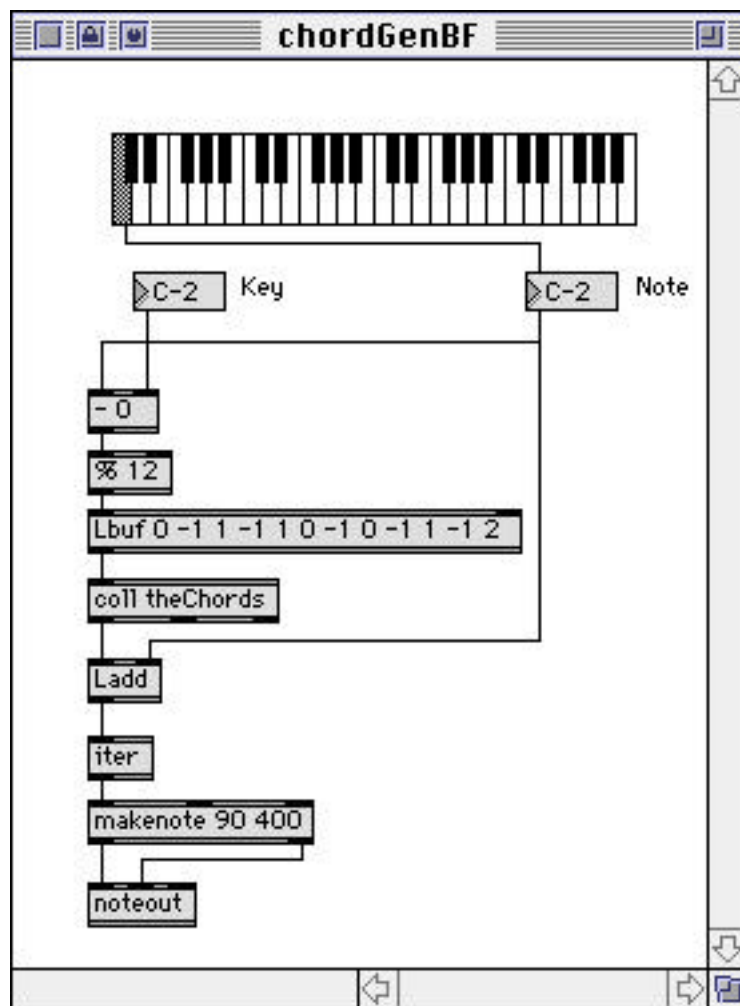 chordGenBF
C-2 Key
C-2 Note
- 0
% 12
Lbuf 0 -1 1 -1 1 0 -1 0 -1 1 -1 2
coll theChords
Ladd
iter
makenote 90 400
noteout